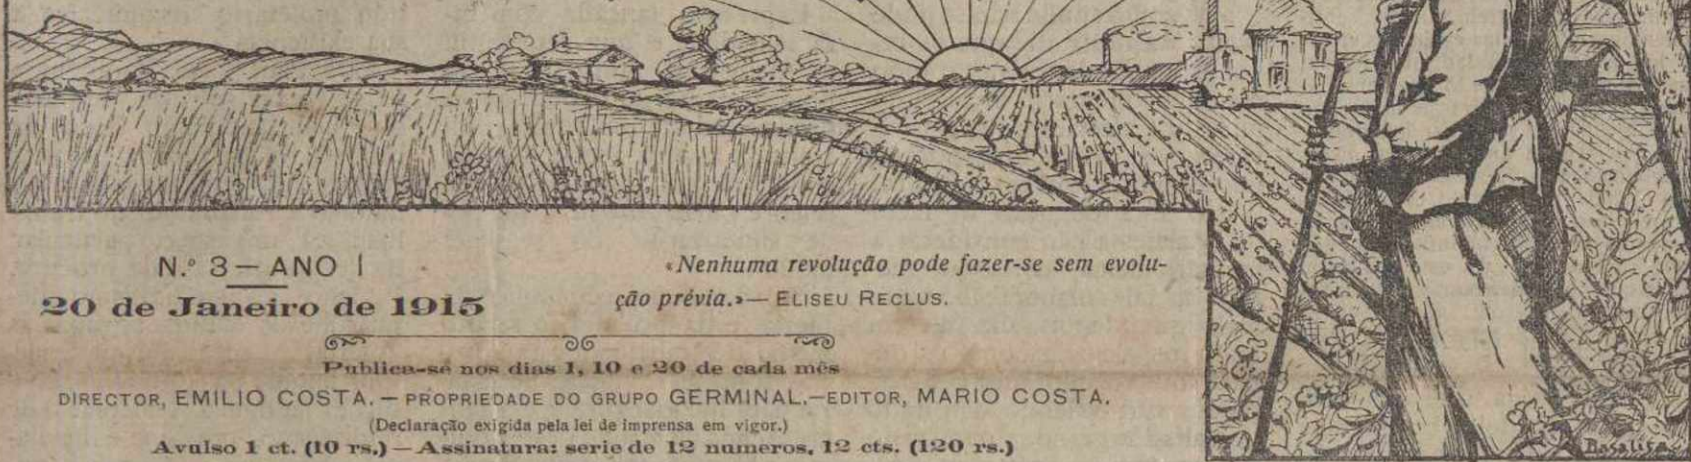 N.º 3 — ANO I
20 de Janeiro de 1915
«Nenhuma revolução pode fazer-se sem evolu-
ção prévia.» — ELISEU RECLUS.
Publica-se nos dias 1, 10 e 20 de cada mês
DIRECTOR, EMILIO COSTA. — PROPRIEDADE DO GRUPO GERMINAL. — EDITOR, MARIO COSTA.
(Declaração exigida pela lei de imprensa em vigor.)
Avulso 1 ct. (10 rs.) — Assinatura: serie de 12 numeros, 12 cts. (120 rs.)